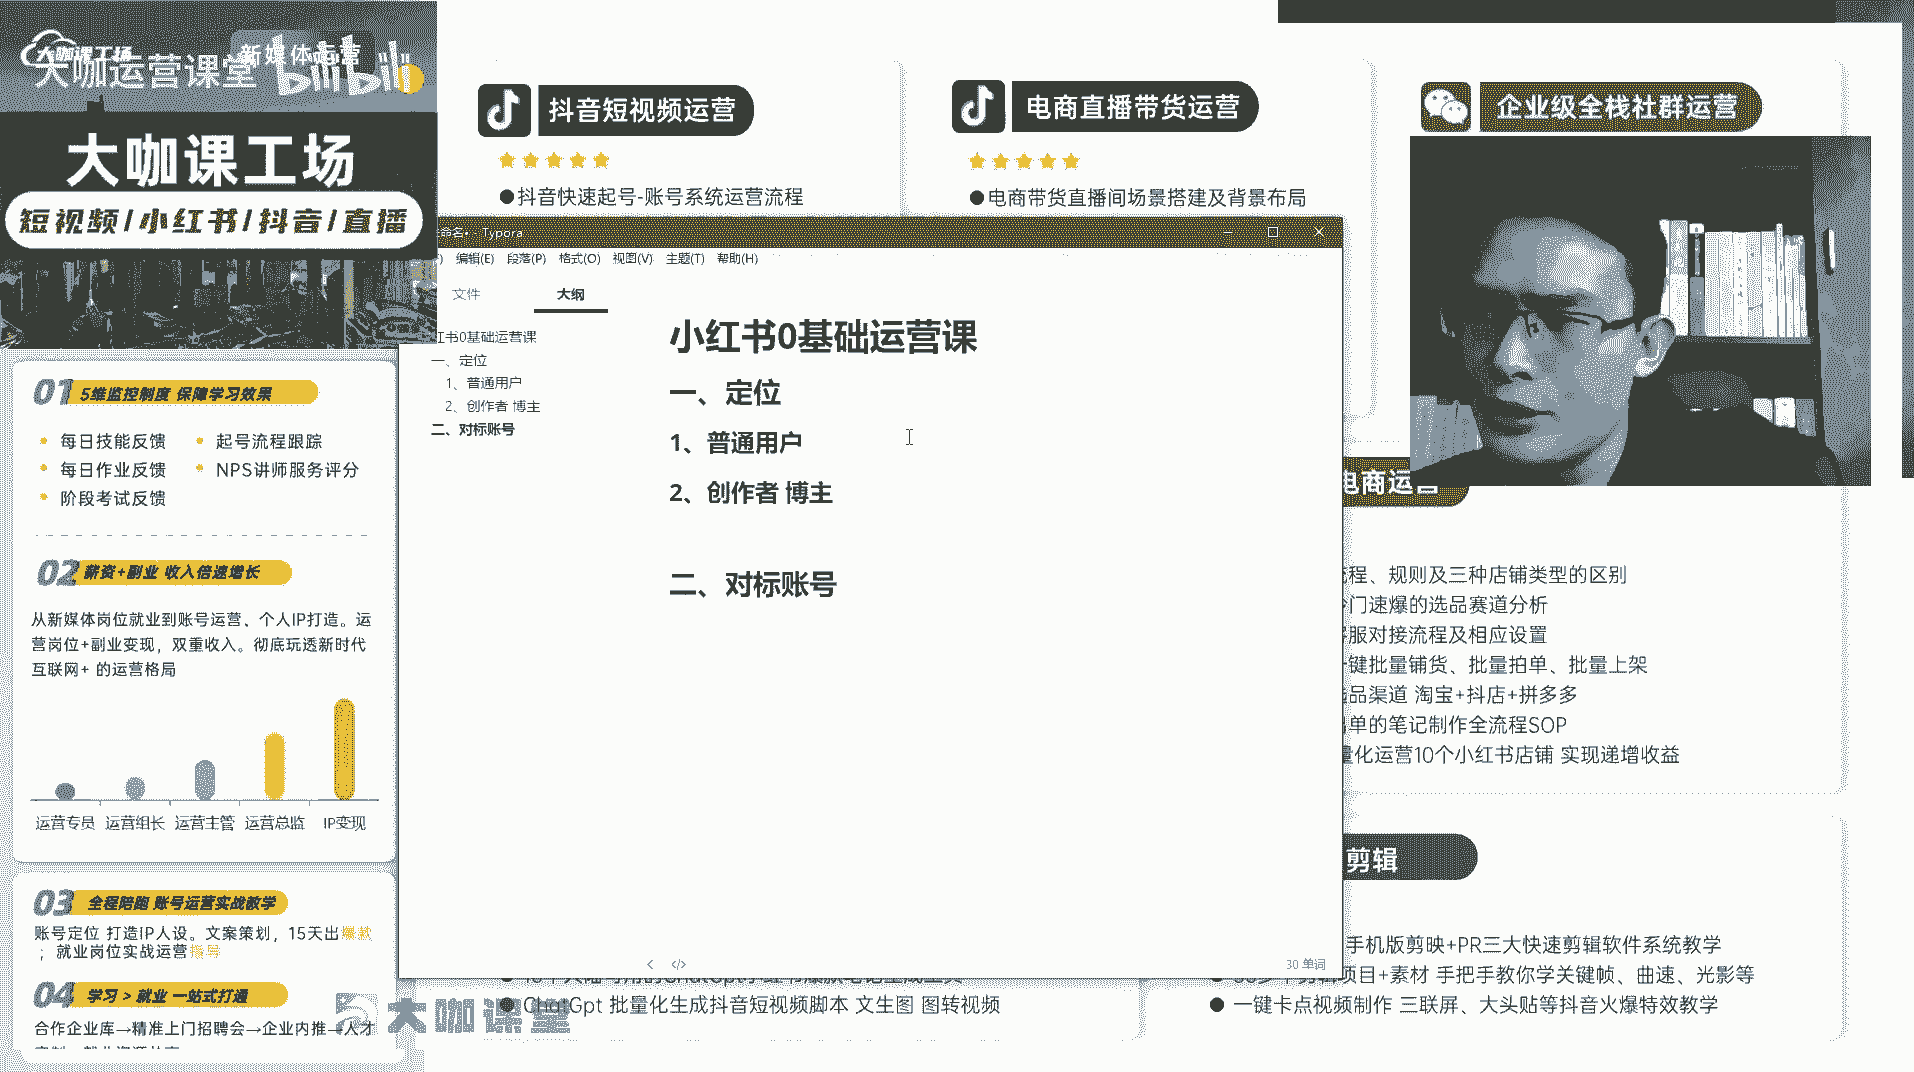 大咖课工场
大咖运营课堂
新媒体运营
bilibili
大咖课工场
短视频/小红书/抖音/直播
01 5维监控制度 保障学习效果
每日技能反馈
起号流程跟踪
每日作业反馈
NPS讲师服务评分
阶段考试反馈
02 薪资+副业 收入倍速增长
从新媒体岗位就业到账号运营、个人IP打造。运
营岗位+副业变现，双重收入。彻底玩透新时代
互联网+ 的运营格局
运营专员 运营组长 运营主管 运营总监 IP变现
03 全程陪跑 账号运营实战教学
账号定位 打造IP人设。文案策划，15天出爆款
；就业岗位实战运营指导
04 学习 > 就业 一站式打通
合作企业库→精准上门招聘会→企业内推→人才
抖音短视频运营
●抖音快速起号-账号系统运营流程
电商直播带货运营
●电商带货直播间场景搭建及背景布局
企业级全栈社群运营
命名• - Typora
编辑(E) 段落(P) 格式(O) 视图(V) 主题(T) 帮助(H)
文件 大纲
红书0基础运营课
一、定位
1、普通用户
2、创作者 博主
二、对标账号
小红书0基础运营课
一、定位
1、普通用户
2、创作者 博主
二、对标账号
30 单词
电商运营
流程、规则及三种店铺类型的区别
门速爆的选品赛道分析
客服对接流程及相应设置
一键批量铺货、批量拍单、批量上架
选品渠道 淘宝+抖店+拼多多
出单的笔记制作全流程SOP
量化运营10个小红书店铺 实现递增收益
剪辑
手机版剪映+PR三大快速剪辑软件系统教学
项目+素材 手把手教你学关键帧、曲速、光影等
● 一键卡点视频制作 三联屏、大头贴等抖音火爆特效教学
● ChatGpt 批量化生成抖音短视频脚本 文生图 图转视频
大咖课堂